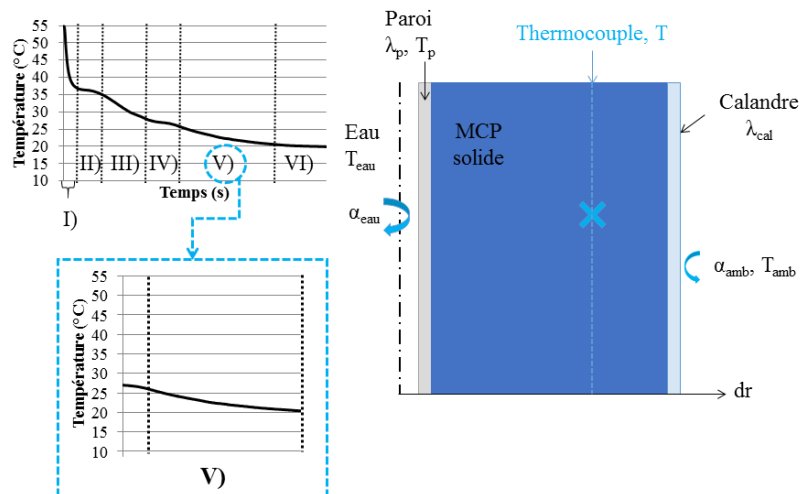 55
50
45
40
35
30
25
20
15
10
Température (°C)
I)
II)
III)
IV)
V)
VI)
Temps (s)
55
50
45
40
35
30
25
20
15
10
Température (°C)
V)
Paroi
λp, Tp
Thermocouple, T
Calandre
λcal
Eau
Teau
αeau
MCP
solide
αamb, Tamb
dr